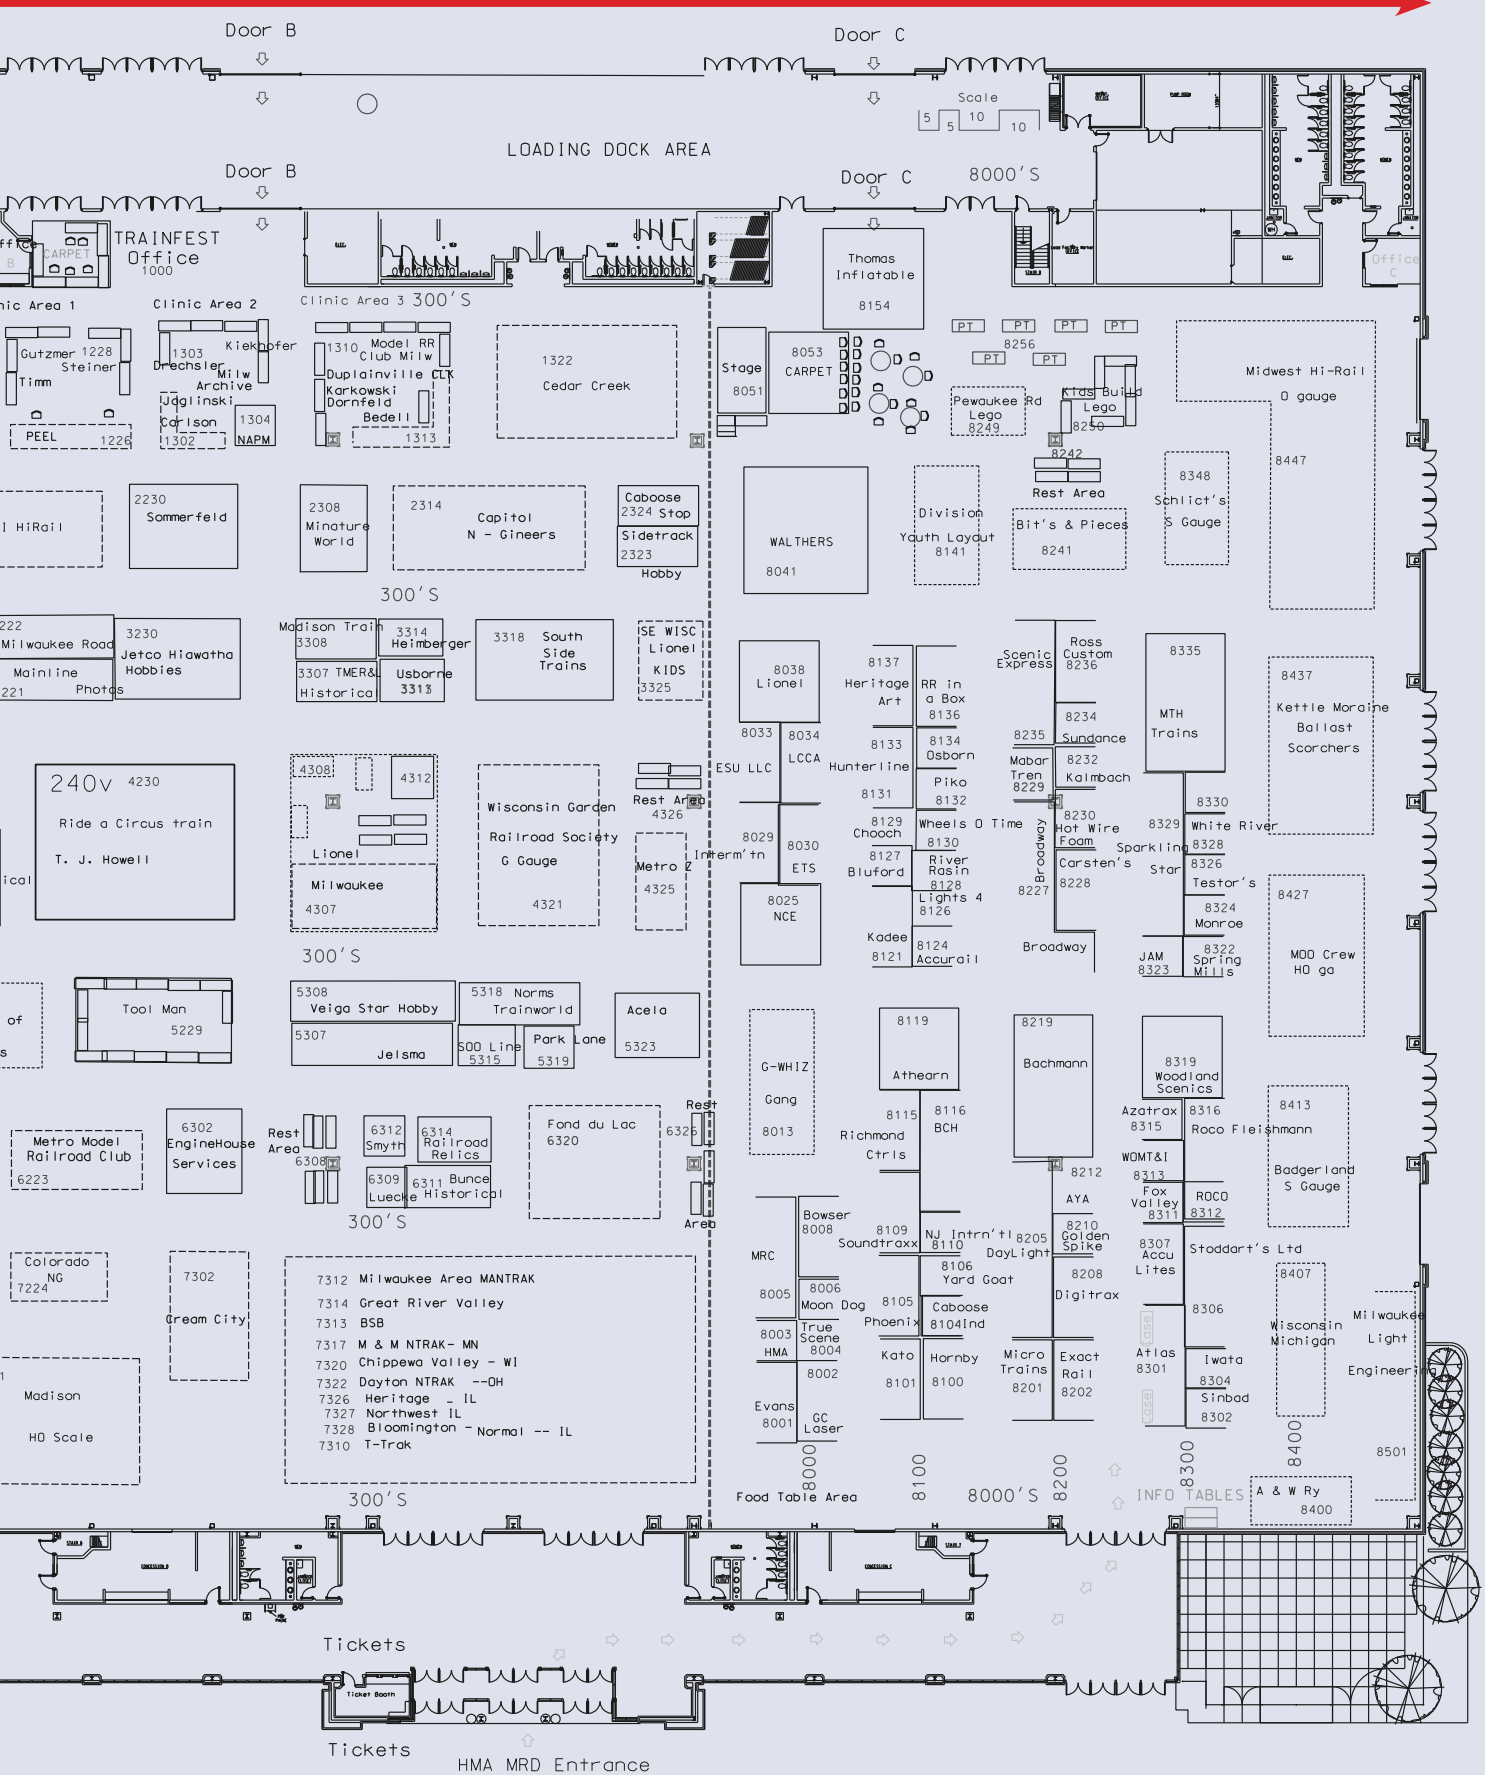 Door B
Door C
Scale
5
5
10
10
LOADING DOCK AREA
Door B
Door C
8000'S
CARPET
B
TRAINFEST
Office
1000
Office
C
Thomas
Inflatable
8154
Clinic Area 2
Clinic Area 3
300'S
Gutzmer
1228
Steiner
Timm
PEEL
1226
1303
Drechsler
Kiekhofer
Milw
Archive
Jaglinski
Carlson
1302
1304
NAPM
1310
Model RR
Club Milw
Duplainville CLK
Karkowski
Dornfeld
Bedell
1313
1322
Cedar Creek
Stage
8051
8053
CARPET
PT
PT
PT
PT
8256
PT
PT
Pewaukee Rd
Lego
8249
Kids Build
Lego
8250
8242
Rest Area
Midwest Hi-Rail
O gauge
8447
I HiRail
2230
Sommerfeld
2308
Minature
World
2314
Capitol
N - Gineers
Caboose
2324 Stop
Sidetrack
2323
Hobby
WALTHERS
8041
Division
Youth Layout
8141
Bit's & Pieces
8241
8348
Schlict's
S Gauge
300'S
222
Milwaukee Road
Mainline
221
Photos
3230
Jetco Hiawatha
Hobbies
Madison Train
3308
3314
Heimberger
3307 TMER&L
Historical
Usborne
3313
3318
South
Side
Trains
SE WISC
Lionel
KIDS
3325
8038
Lionel
8033
8034
LCCA
ESU LLC
8029
Interm'tn
8030
ETS
8025
NCE
8137
Heritage
Art
RR in
a Box
8136
8133
Hunterline
8134
Osborn
8131
Piko
8132
8129
Chooch
Wheels O Time
8130
8127
Bluford
River
Rasin
8128
Lights 4
8126
Kadee
8121
8124
Accurail
Scenic
Express
Ross
Custom
8236
8234
8235
Sundance
Mabar
Tren
8229
8232
Kalmbach
8230
Hot Wire
Foam
Broadway
8227
Carsten's
8228
Broadway
8335
MTH
Trains
8330
8329
White River
8328
Sparkling
Star
8326
Testor's
8324
Monroe
JAM
8323
8322
Spring
Mills
8437
Kettle Moraine
Ballast
Scorchers
8427
MOO Crew
HO ga
240v
4230
Ride a Circus train
T. J. Howell
ical
4308
4312
Lionel
Milwaukee
4307
Wisconsin Garden
Railroad Society
G Gauge
4321
Rest Area
4326
Metro Z
4325
300'S
of
s
Tool Man
5229
5308
Veiga Star Hobby
5307
Jelsma
5318
Norms
Trainworld
SOO Line
5315
Park Lane
5319
Acela
5323
G-WHIZ
Gang
8013
8119
Athearn
8115
8116
BCH
Richmond
Ctrls
8109
Soundtraxx
NJ Intrn'tl
8110
8106
Yard Goat
8105
Phoenix
Caboose
8104Ind
Kato
8101
Hornby
8100
8219
Bachmann
8212
AYA
8205
DayLight
8210
Golden
Spike
8208
Digitrax
Micro
Trains
8201
Exact
Rail
8202
8319
Woodland
Scenics
Azatrax
8315
8316
Roco Fleishmann
WOMT&I
8313
Fox
Valley
8311
ROCO
8312
8307
Accu
Lites
Stoddart's Ltd
8306
Case
Atlas
8301
Case
Iwata
8304
Sinbad
8302
8413
Badgerland
S Gauge
8407
Wisconsin
Michigan
Milwaukee
Light
Engineering
8501
Metro Model
Railroad Club
6223
6302
EngineHouse
Services
Rest
Area
6308
6312
Smyth
6314
Railroad
Relics
6309
Luecke
6311
Bunce
Historical
Fond du Lac
6320
Rest
6326
Area
300'S
MRC
8005
Bowser
8008
8006
Moon Dog
8003
True
Scene
8004
HMA
8002
Evans
8001
GC
Laser
Colorado
NG
7224
7302
Cream City
Madison
HO Scale
7312 Milwaukee Area MANTRAK
7314 Great River Valley
7313 BSB
7317 M & M NTRAK- MN
7320 Chippewa Valley - WI
7322 Dayton NTRAK --OH
7326 Heritage _ IL
7327 Northwest IL
7328 Bloomington - Normal -- IL
7310 T-Trak
300'S
8000
8100
8200
8300
8400
Food Table Area
8000'S
INFO TABLES
A & W Ry
8400
CONCESSION B
CONCESSION C
Tickets
Ticket Booth
Tickets
HMA MRD Entrance